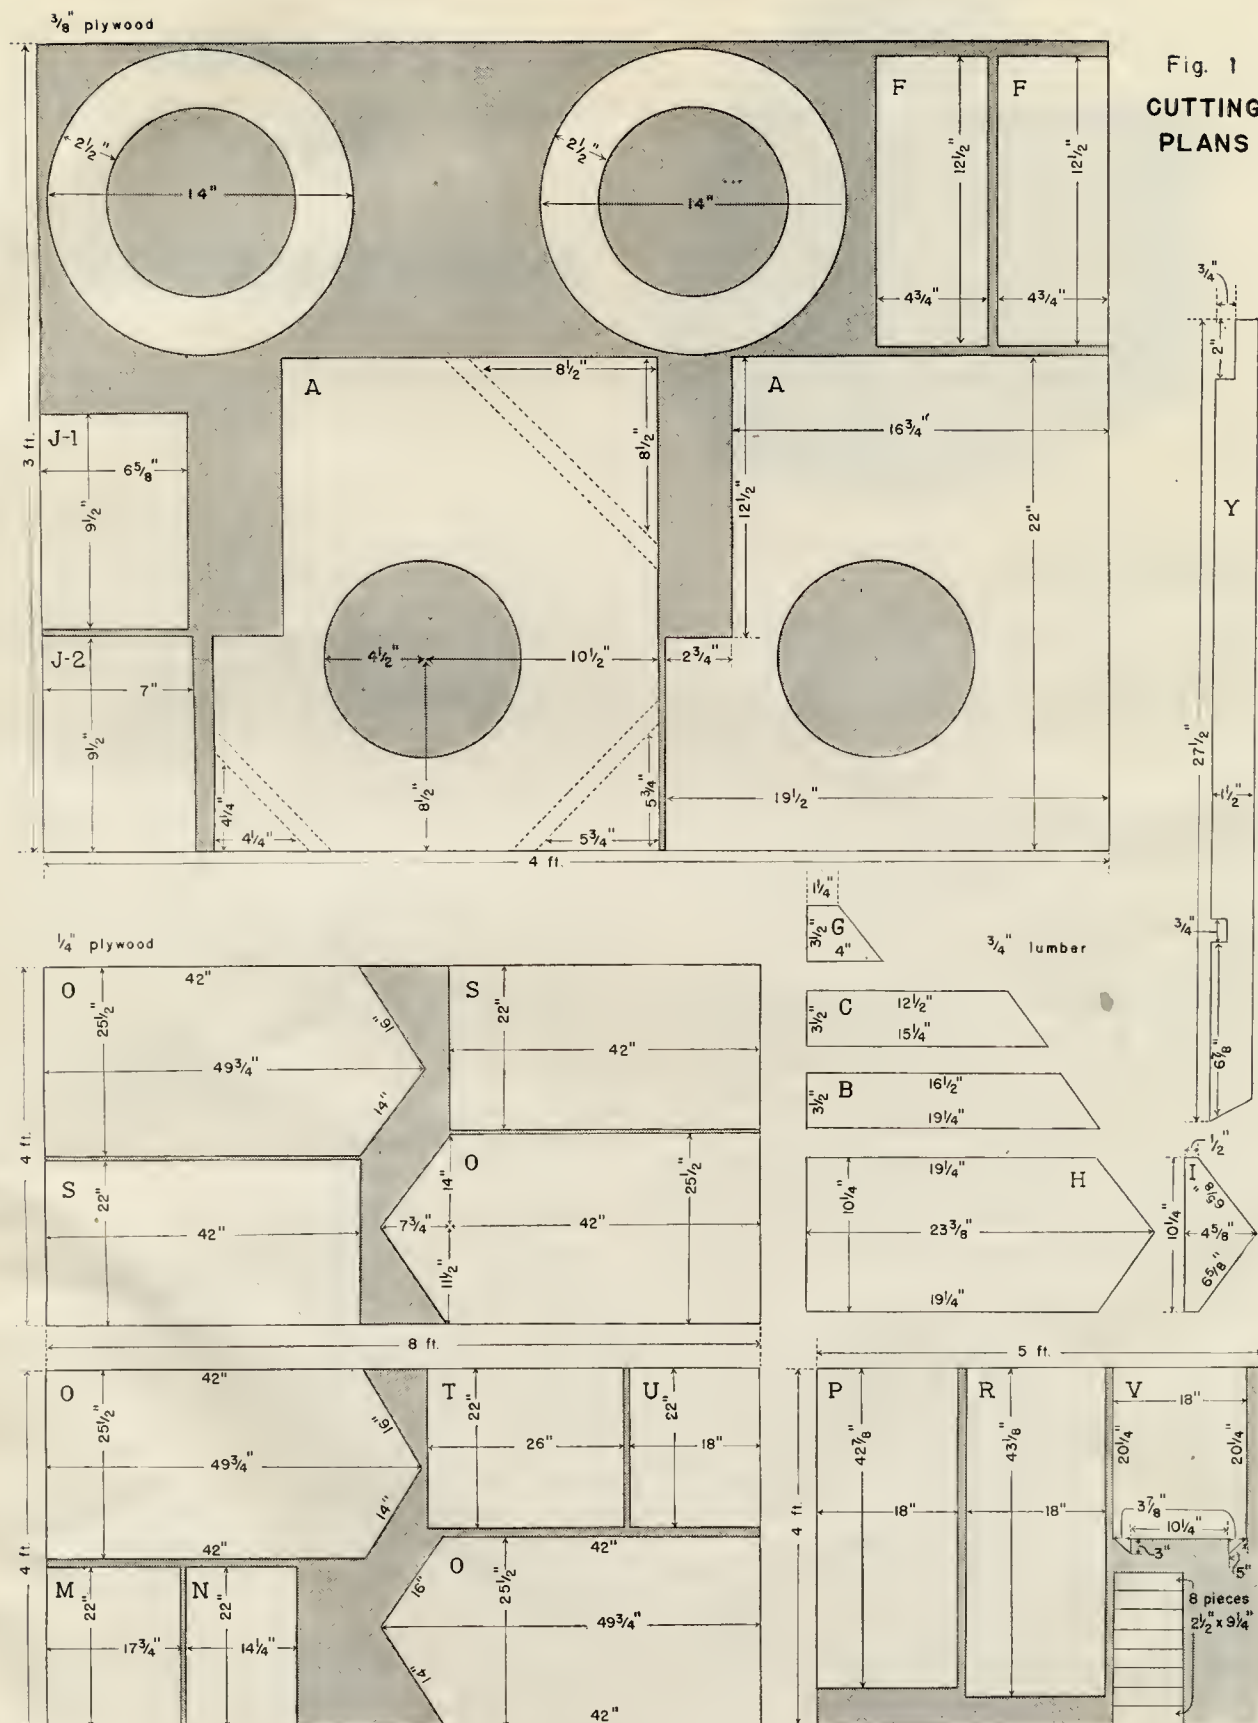 3/8" plywood
Fig. 1
CUTTING
PLANS
F
F
12 1/2"
12 1/2"
2 1/2"
2 1/2"
14"
14"
4 3/4"
4 3/4"
3/4"
2"
A
8 1/2"
8 1/2"
A
16 3/4"
J-1
6 5/8"
9 1/2"
3 ft.
12 1/2"
22"
Y
J-2
7"
9 1/2"
4 1/2"
10 1/2"
2 3/4"
8 1/2"
4 1/4"
4 1/4"
5 3/4"
5 3/4"
19 1/2"
27 1/2"
1 1/2"
4 ft.
1 1/4"
3 1/2"
G
4"
3/4" lumber
3/4"
1/4" plywood
O
42"
25 1/2"
16"
49 3/4"
14"
S
22"
42"
3 1/2"
C
12 1/2"
15 1/4"
6 7/8"
3 1/2"
B
16 1/2"
19 1/4"
1/2"
4 ft.
S
22"
42"
O
14"
25 1/2"
7 3/4"
42"
11 1/2"
19 1/4"
H
10 1/4"
23 3/8"
19 1/4"
I
10 1/4"
6 5/8"
4 5/8"
6 5/8"
8 ft.
5 ft.
O
42"
25 1/2"
16"
49 3/4"
14"
42"
T
22"
26"
U
22"
18"
P
42 7/8"
18"
R
43 1/8"
18"
V
18"
20 1/4"
20 1/4"
3 7/8"
10 1/4"
3"
5"
4 ft.
4 ft.
M
22"
17 3/4"
N
22"
14 1/4"
O
42"
16"
25 1/2"
49 3/4"
14"
42"
8 pieces
2 1/2" x 9 1/4"